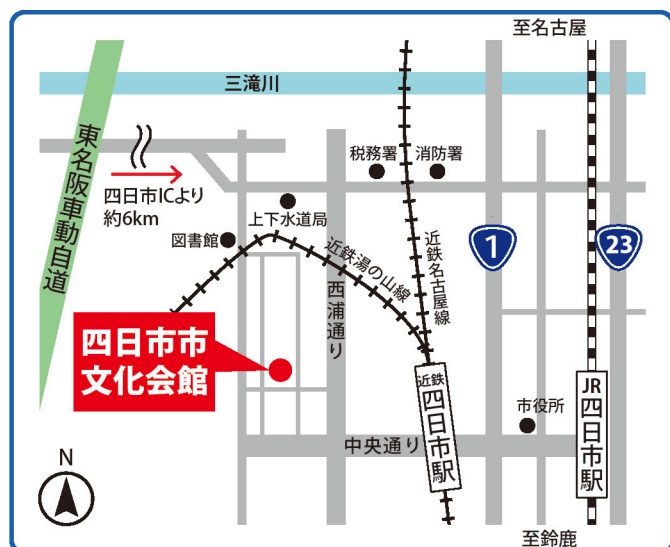 至名古屋
三滝川
東名阪車動自道
四日市ICより
約6km
税務署
消防署
上下水道局
図書館
近鉄湯の山線
近鉄名古屋線
西浦通り
1
23
四日市市
文化会館
近鉄
四日市駅
JR
四日市駅
市役所
中央通り
N
至鈴鹿